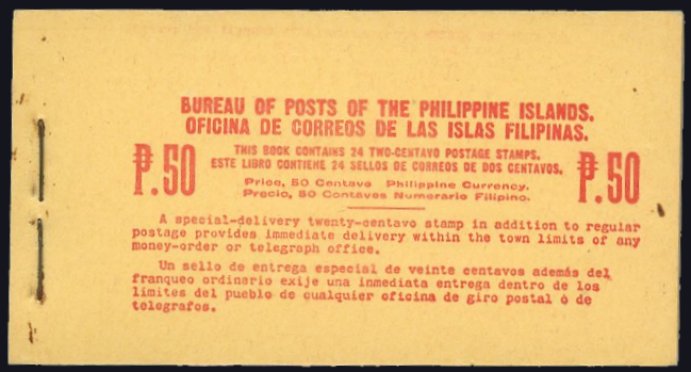 BUREAU OF POSTS OF THE PHILIPPINE ISLANDS.
OFICINA DE CORREOS DE LAS ISLAS FILIPINAS.
THIS BOOK CONTAINS 24 TWO-CENTAVO POSTAGE STAMPS.
ESTE LIBRO CONTIENE 24 SELLOS DE CORREOS DE DOS CENTAVOS.
₱.50 ₱.50
Price, 50 Centavo Philippine Currency.
Precio, 50 Centavos Numerario Filipino.
A special-delivery twenty-centavo stamp in addition to regular
postage provides immediate delivery within the town limits of any
money-order or telegraph office.
Un sello de entrega especial de veinte centavos además del
franqueo ordinario exije una inmediata entrega dentro de los
límites del pueblo de cualquier oficina de giro postal ó de
telegrafos.